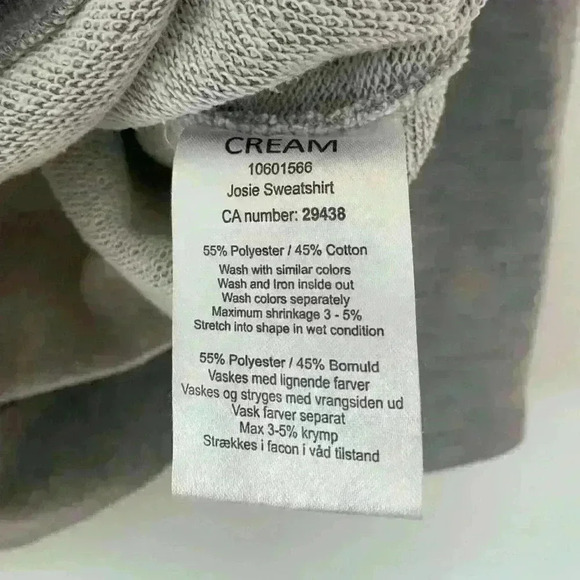 CREAM
10601566
Josie Sweatshirt
CA number: 29438
55% Polyester / 45% Cotton
Wash with similar colors
Wash and Iron inside out
Wash colors separately
Maximum shrinkage 3 - 5%
Stretch into shape in wet condition
55% Polyester / 45% Bomuld
Vaskes med lignende farver
Vaskes og stryges med vrangsiden ud
Vask farver separat
Max 3-5% krymp
Strækkes i facon i våd tilstand